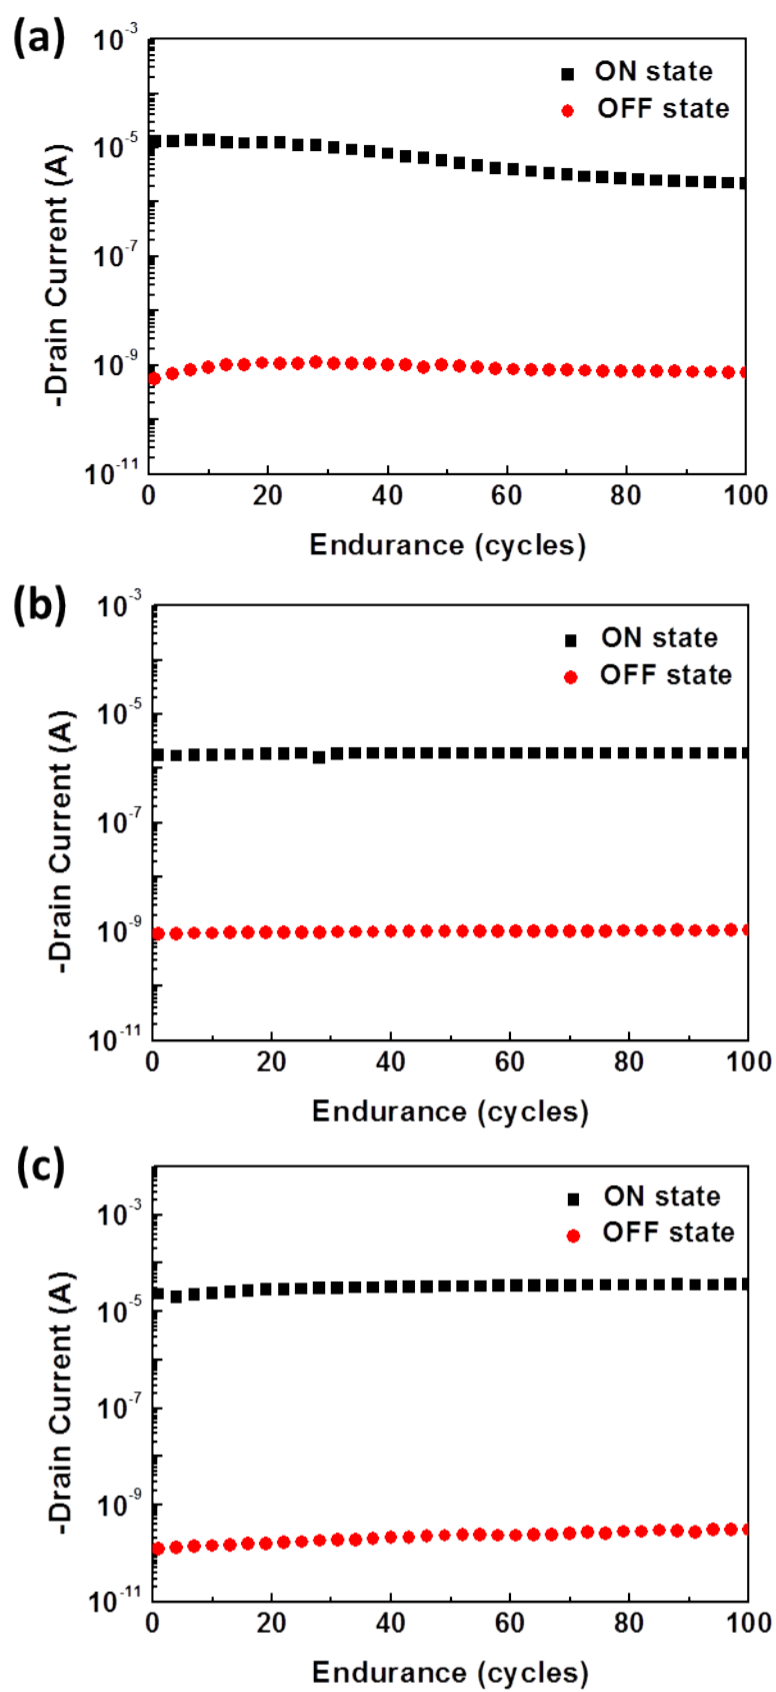 (a)
10-3
ON state
OFF state
10-5
10-7
10-9
10-11
-Drain Current (A)
0 20 40 60 80 100
Endurance (cycles)
(b)
10-3
ON state
OFF state
10-5
10-7
10-9
10-11
-Drain Current (A)
0 20 40 60 80 100
Endurance (cycles)
(c)
10-3
ON state
OFF state
10-5
10-7
10-9
10-11
-Drain Current (A)
0 20 40 60 80 100
Endurance (cycles)